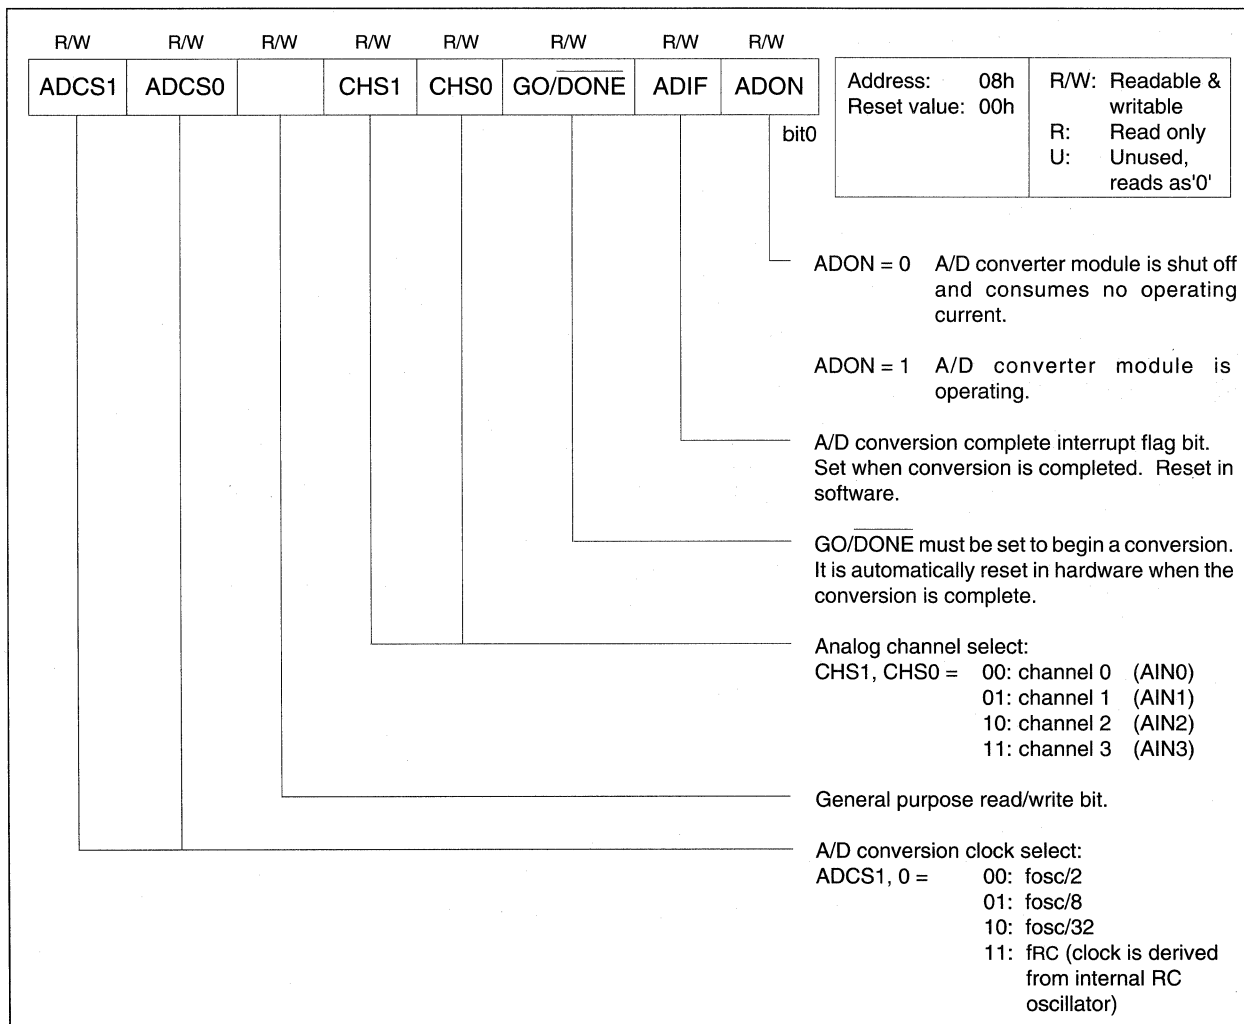 R/W R/W R/W R/W R/W R/W R/W R/W
ADCS1 ADCS0 CHS1 CHS0 GO/DONE ADIF ADON
bit0
Address: 08h
Reset value: 00h
R/W: Readable &
writable
R: Read only
U: Unused,
reads as'0'
ADON = 0 A/D converter module is shut off
and consumes no operating
current.
ADON = 1 A/D converter module is
operating.
A/D conversion complete interrupt flag bit.
Set when conversion is completed. Reset in
software.
GO/DONE must be set to begin a conversion.
It is automatically reset in hardware when the
conversion is complete.
Analog channel select:
CHS1, CHS0 = 00: channel 0 (AIN0)
01: channel 1 (AIN1)
10: channel 2 (AIN2)
11: channel 3 (AIN3)
General purpose read/write bit.
A/D conversion clock select:
ADCS1, 0 = 00: fosc/2
01: fosc/8
10: fosc/32
11: fRC (clock is derived
from internal RC
oscillator)